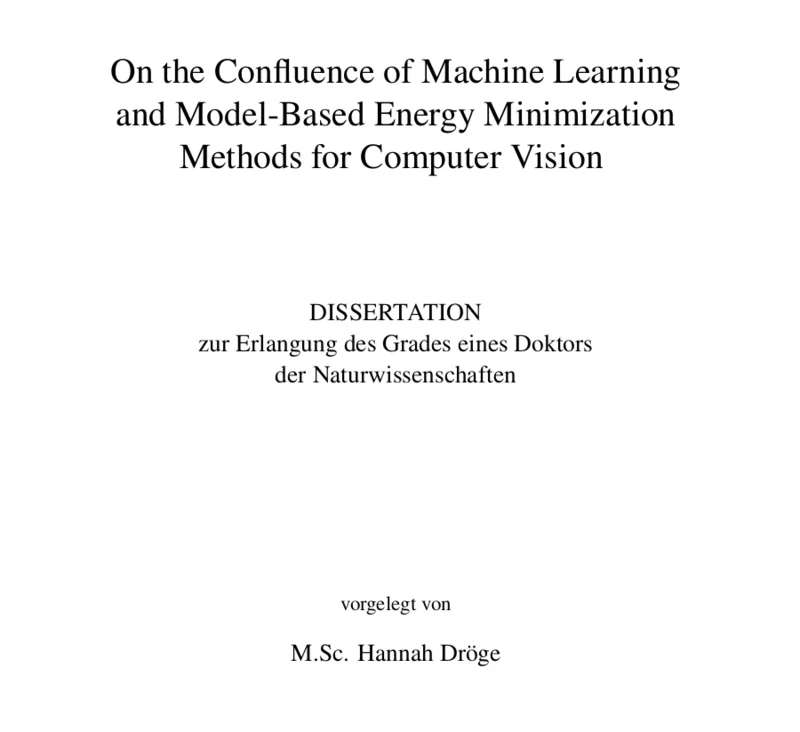 On the Confluence of Machine Learning
and Model-Based Energy Minimization
Methods for Computer Vision
DISSERTATION
zur Erlangung des Grades eines Doktors
der Naturwissenschaften
vorgelegt von
M.Sc. Hannah Dröge